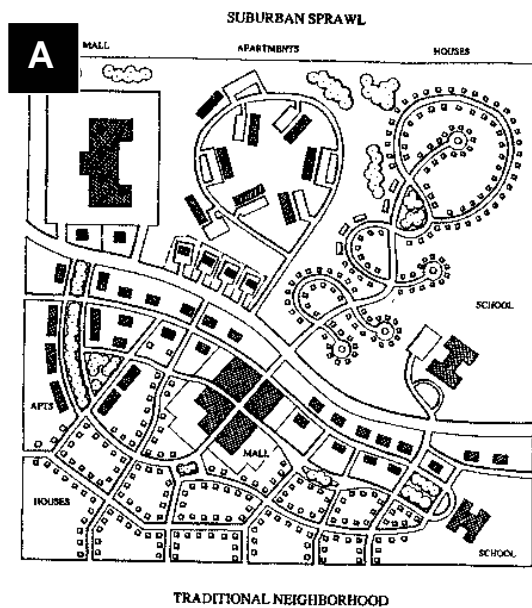 SUBURBAN SPRAWL
A
MALL
APARTMENTS
HOUSES
SCHOOL
APTS
MALL
HOUSES
SCHOOL
TRADITIONAL NEIGHBORHOOD